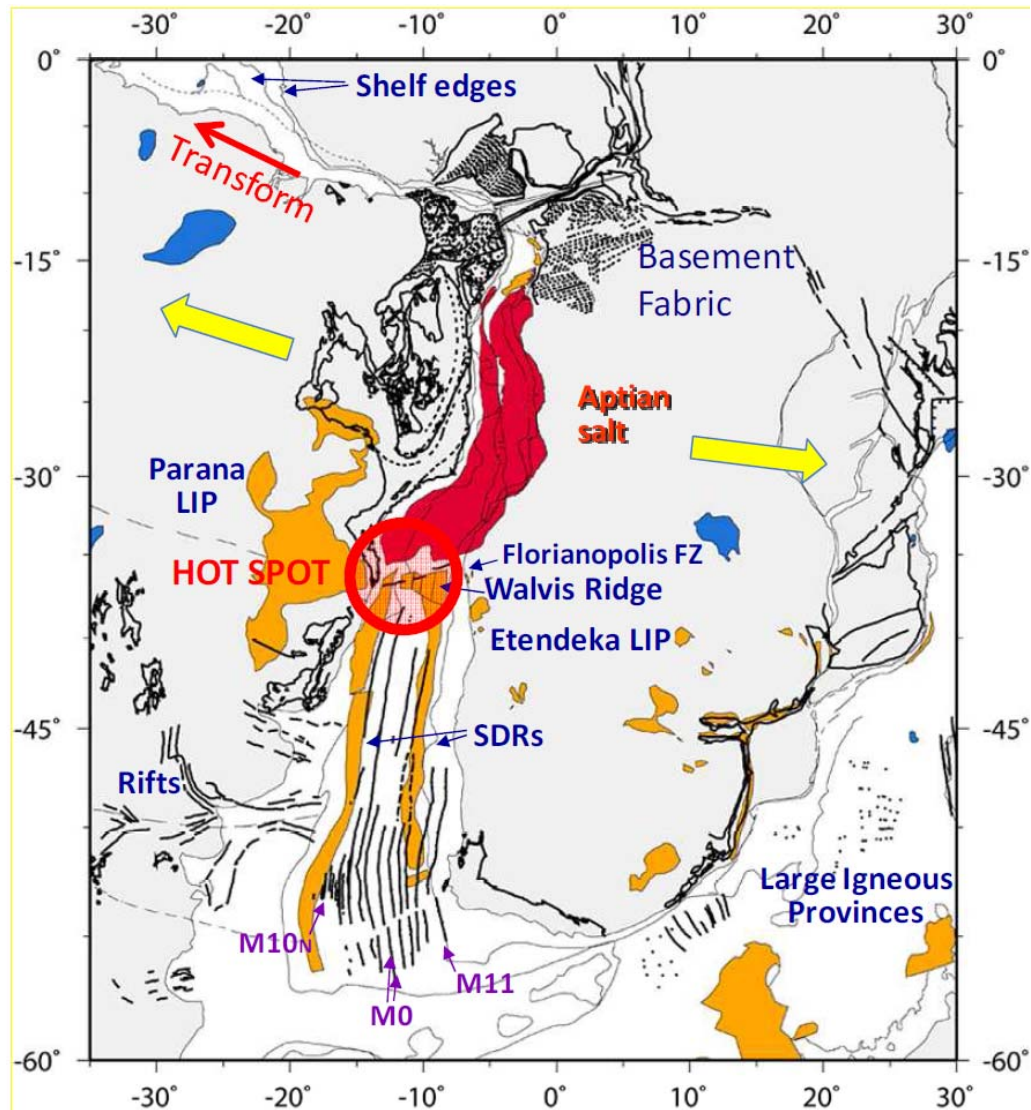 -30° -20° -10° 0° 10° 20° 30°
0° 0°
Shelf edges
Transform
-15° -15°
Basement
Fabric
Aptian
salt
-30° -30°
Parana
LIP
HOT SPOT
Florianopolis FZ
Walvis Ridge
Etendeka LIP
-45° -45°
SDRs
Rifts
Large Igneous
Provinces
M10N
M11
M0
-60° -60°
-30° -20° -10° 0° 10° 20° 30°